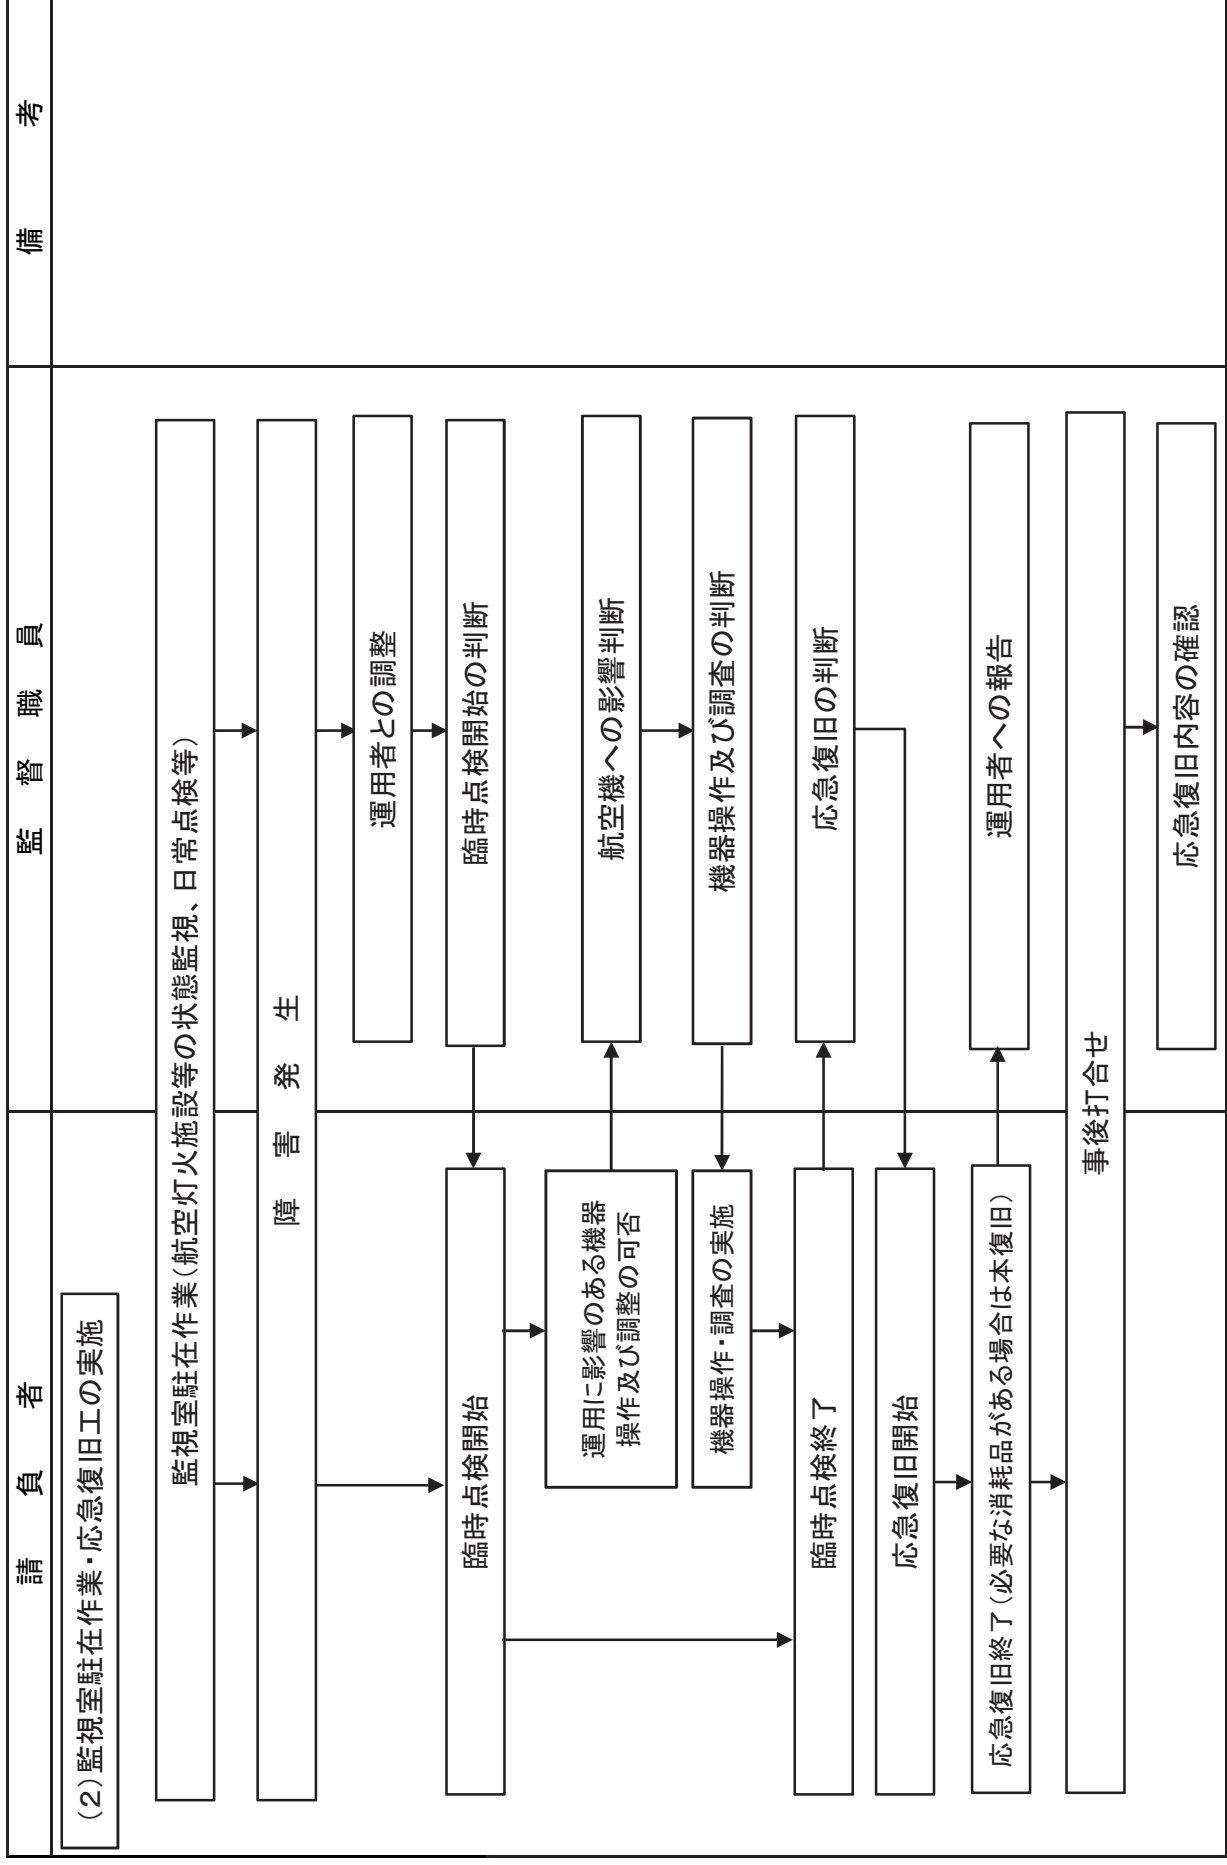 請負者
監督職員
備考
(2)監視室駐在作業・応急復旧工の実施
監視室駐在作業(航空灯火施設等の状態監視、日常点検等)
障害発生
運用者との調整
臨時点検開始
臨時点検開始の判断
運用に影響のある機器
操作及び調整の可否
航空機への影響判断
機器操作・調査の実施
機器操作及び調査の判断
臨時点検終了
応急復旧の判断
応急復旧開始
応急復旧終了(必要な消耗品がある場合は本復旧)
運用者への報告
事後打合せ
応急復旧内容の確認